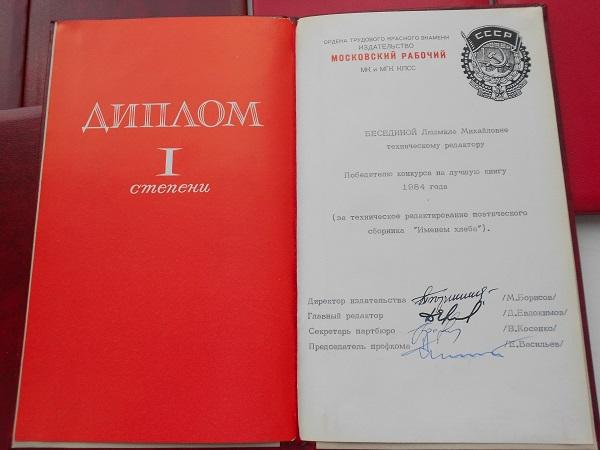 ДИПЛОМ
I
степени
ОРДЕНА ТРУДОВОГО КРАСНОГО ЗНАМЕНИ
ИЗДАТЕЛЬСТВО
МОСКОВСКИЙ РАБОЧИЙ
МК и МГК КПСС
СССР
БЕСЕДИНОЙ Людмиле Михайловне
техническому редактору
Победителю конкурса на лучшую книгу
1984 года
(за техническое редактирование поэтического
сборника "Именем хлеба").
Директор издательства /М.Борисов/
Главный редактор /Д.Евдокимов/
Секретарь партбюро /В.Косенко/
Председатель профкома /Е.Васильев/